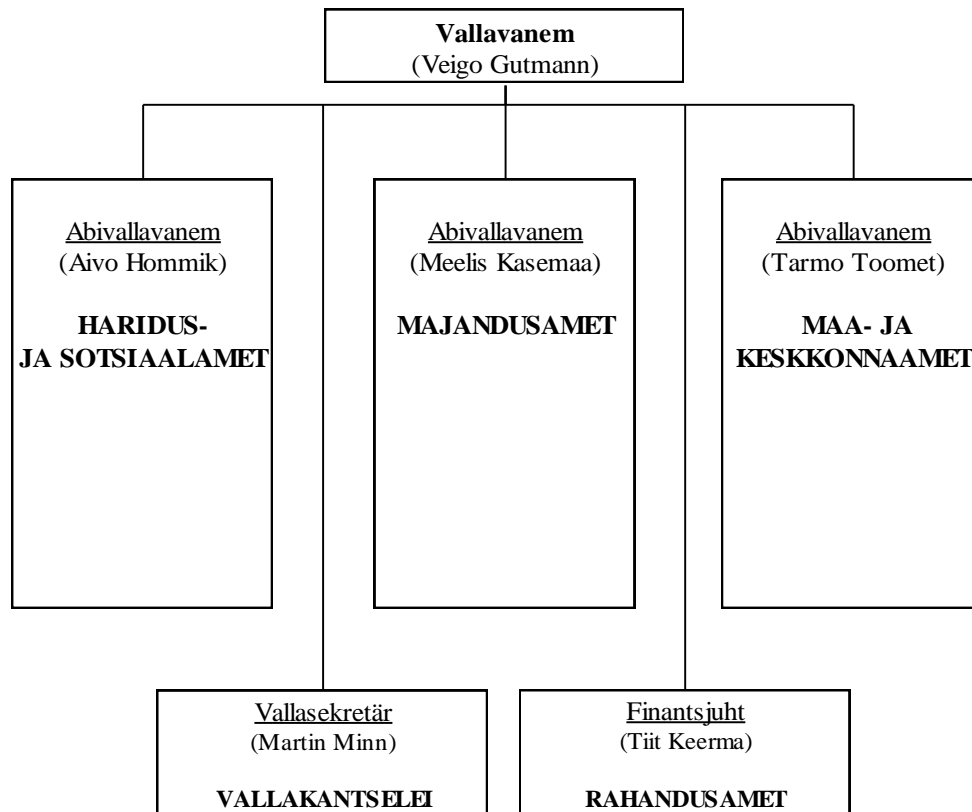 Vallavanem
(Veigo Gutmann)
Abivallavanem
(Aivo Hommik)
HARIDUS-
JA SOTSIAALAMET
Abivallavanem
(Meelis Kasemaa)
MAJANDUSAMET
Abivallavanem
(Tarmo Toomet)
MAA- JA
KESKKONNAAMET
Vallasekretär
(Martin Minn)
VALLAKANTSELEI
Finantsjuht
(Tiit Keerma)
RAHANDUSAMET